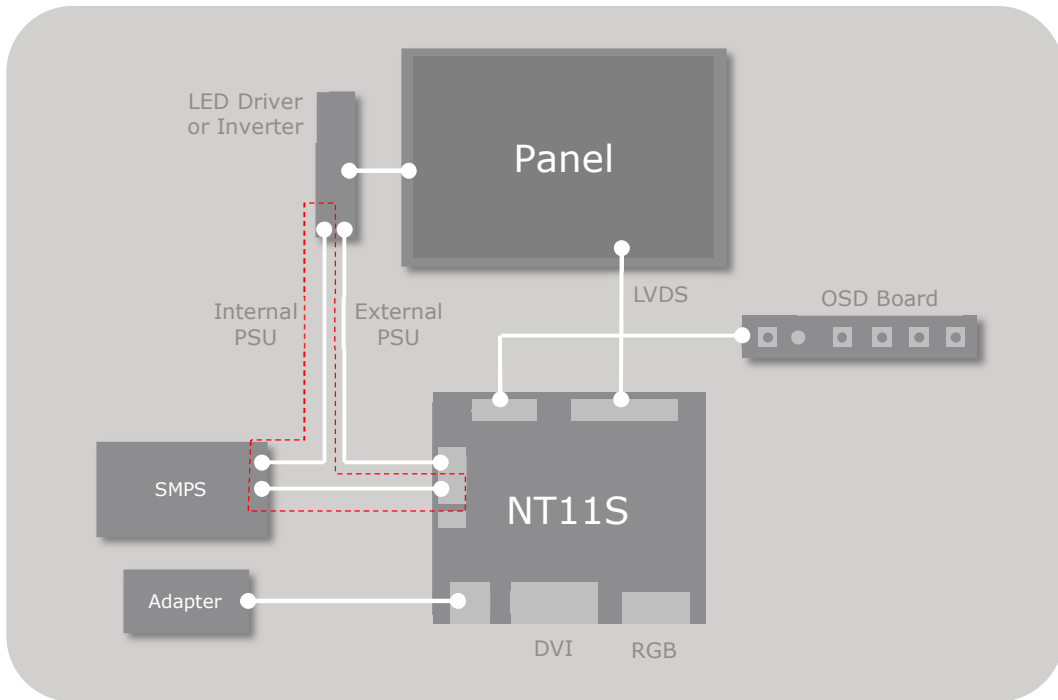 LED Driver
or Inverter
Panel
Internal
PSU
External
PSU
LVDS
OSD Board
SMPS
NT11S
Adapter
DVI
RGB